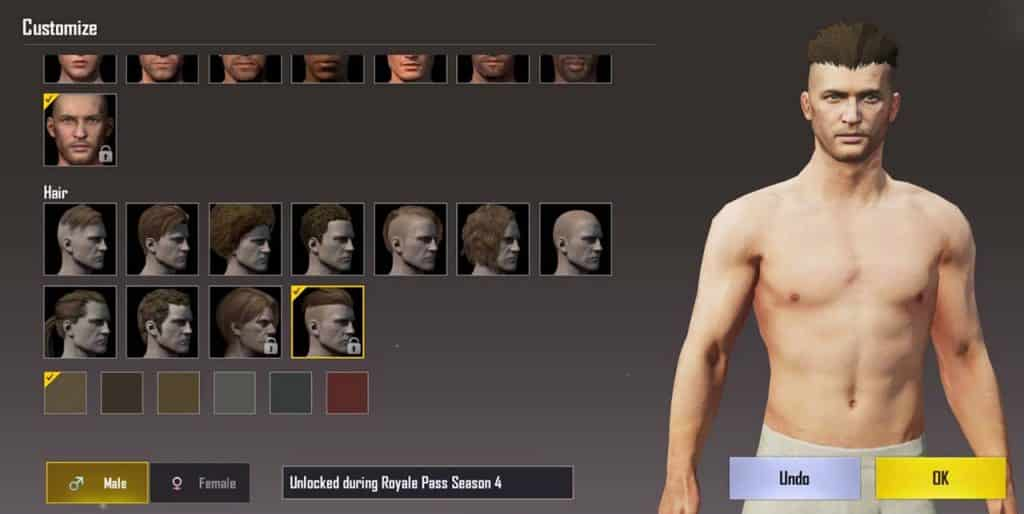 Customize
Hair
Male
Female
Unlocked during Royale Pass Season 4
Undo
OK